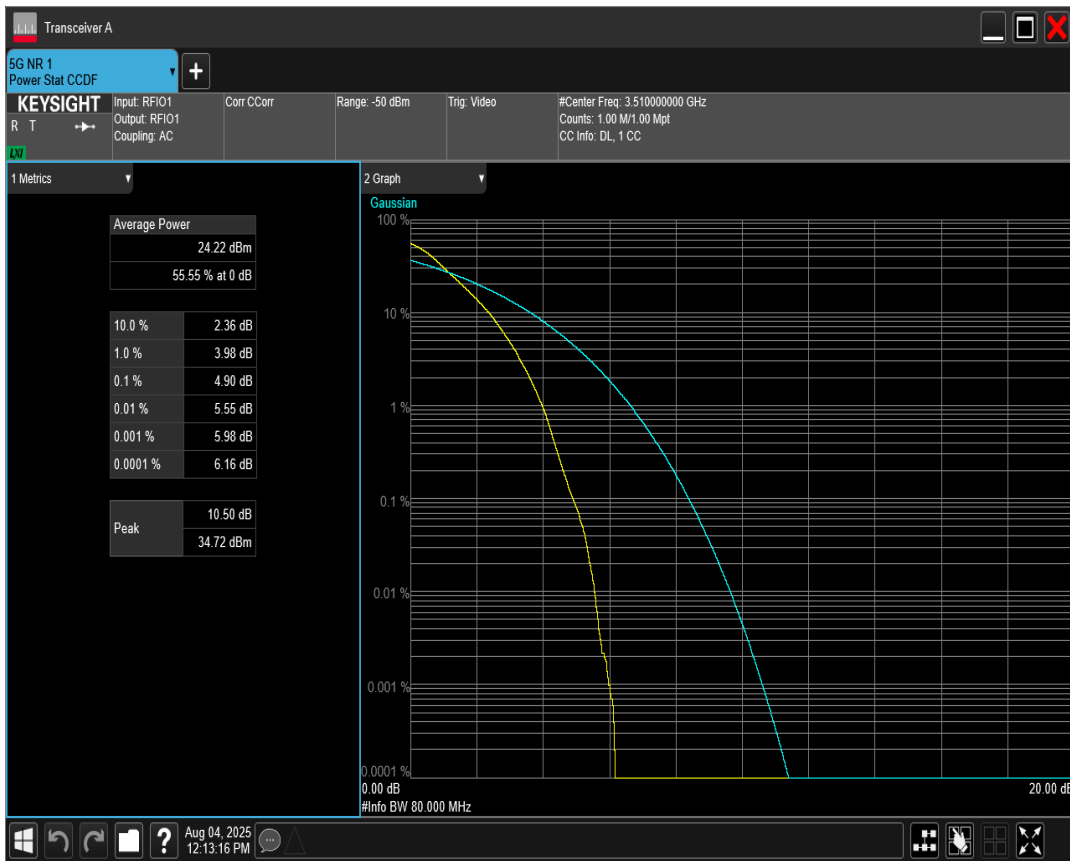 Transceiver A
5G NR 1
Power Stat CCDF
KEYSIGHT
R T
LXI
Input: RFIO1
Output: RFIO1
Coupling: AC
Corr CCorr
Range: -50 dBm
Trig: Video
#Center Freq: 3.510000000 GHz
Counts: 1.00 M/1.00 Mpt
CC Info: DL, 1 CC
1 Metrics
Average Power
24.22 dBm
55.55 % at 0 dB
10.0 % 2.36 dB
1.0 % 3.98 dB
0.1 % 4.90 dB
0.01 % 5.55 dB
0.001 % 5.98 dB
0.0001 % 6.16 dB
Peak
10.50 dB
34.72 dBm
2 Graph
Gaussian
100 %
10 %
1 %
0.1 %
0.01 %
0.001 %
0.0001 %
0.00 dB
20.00 dB
#Info BW 80.000 MHz
?
Aug 04, 2025
12:13:16 PM